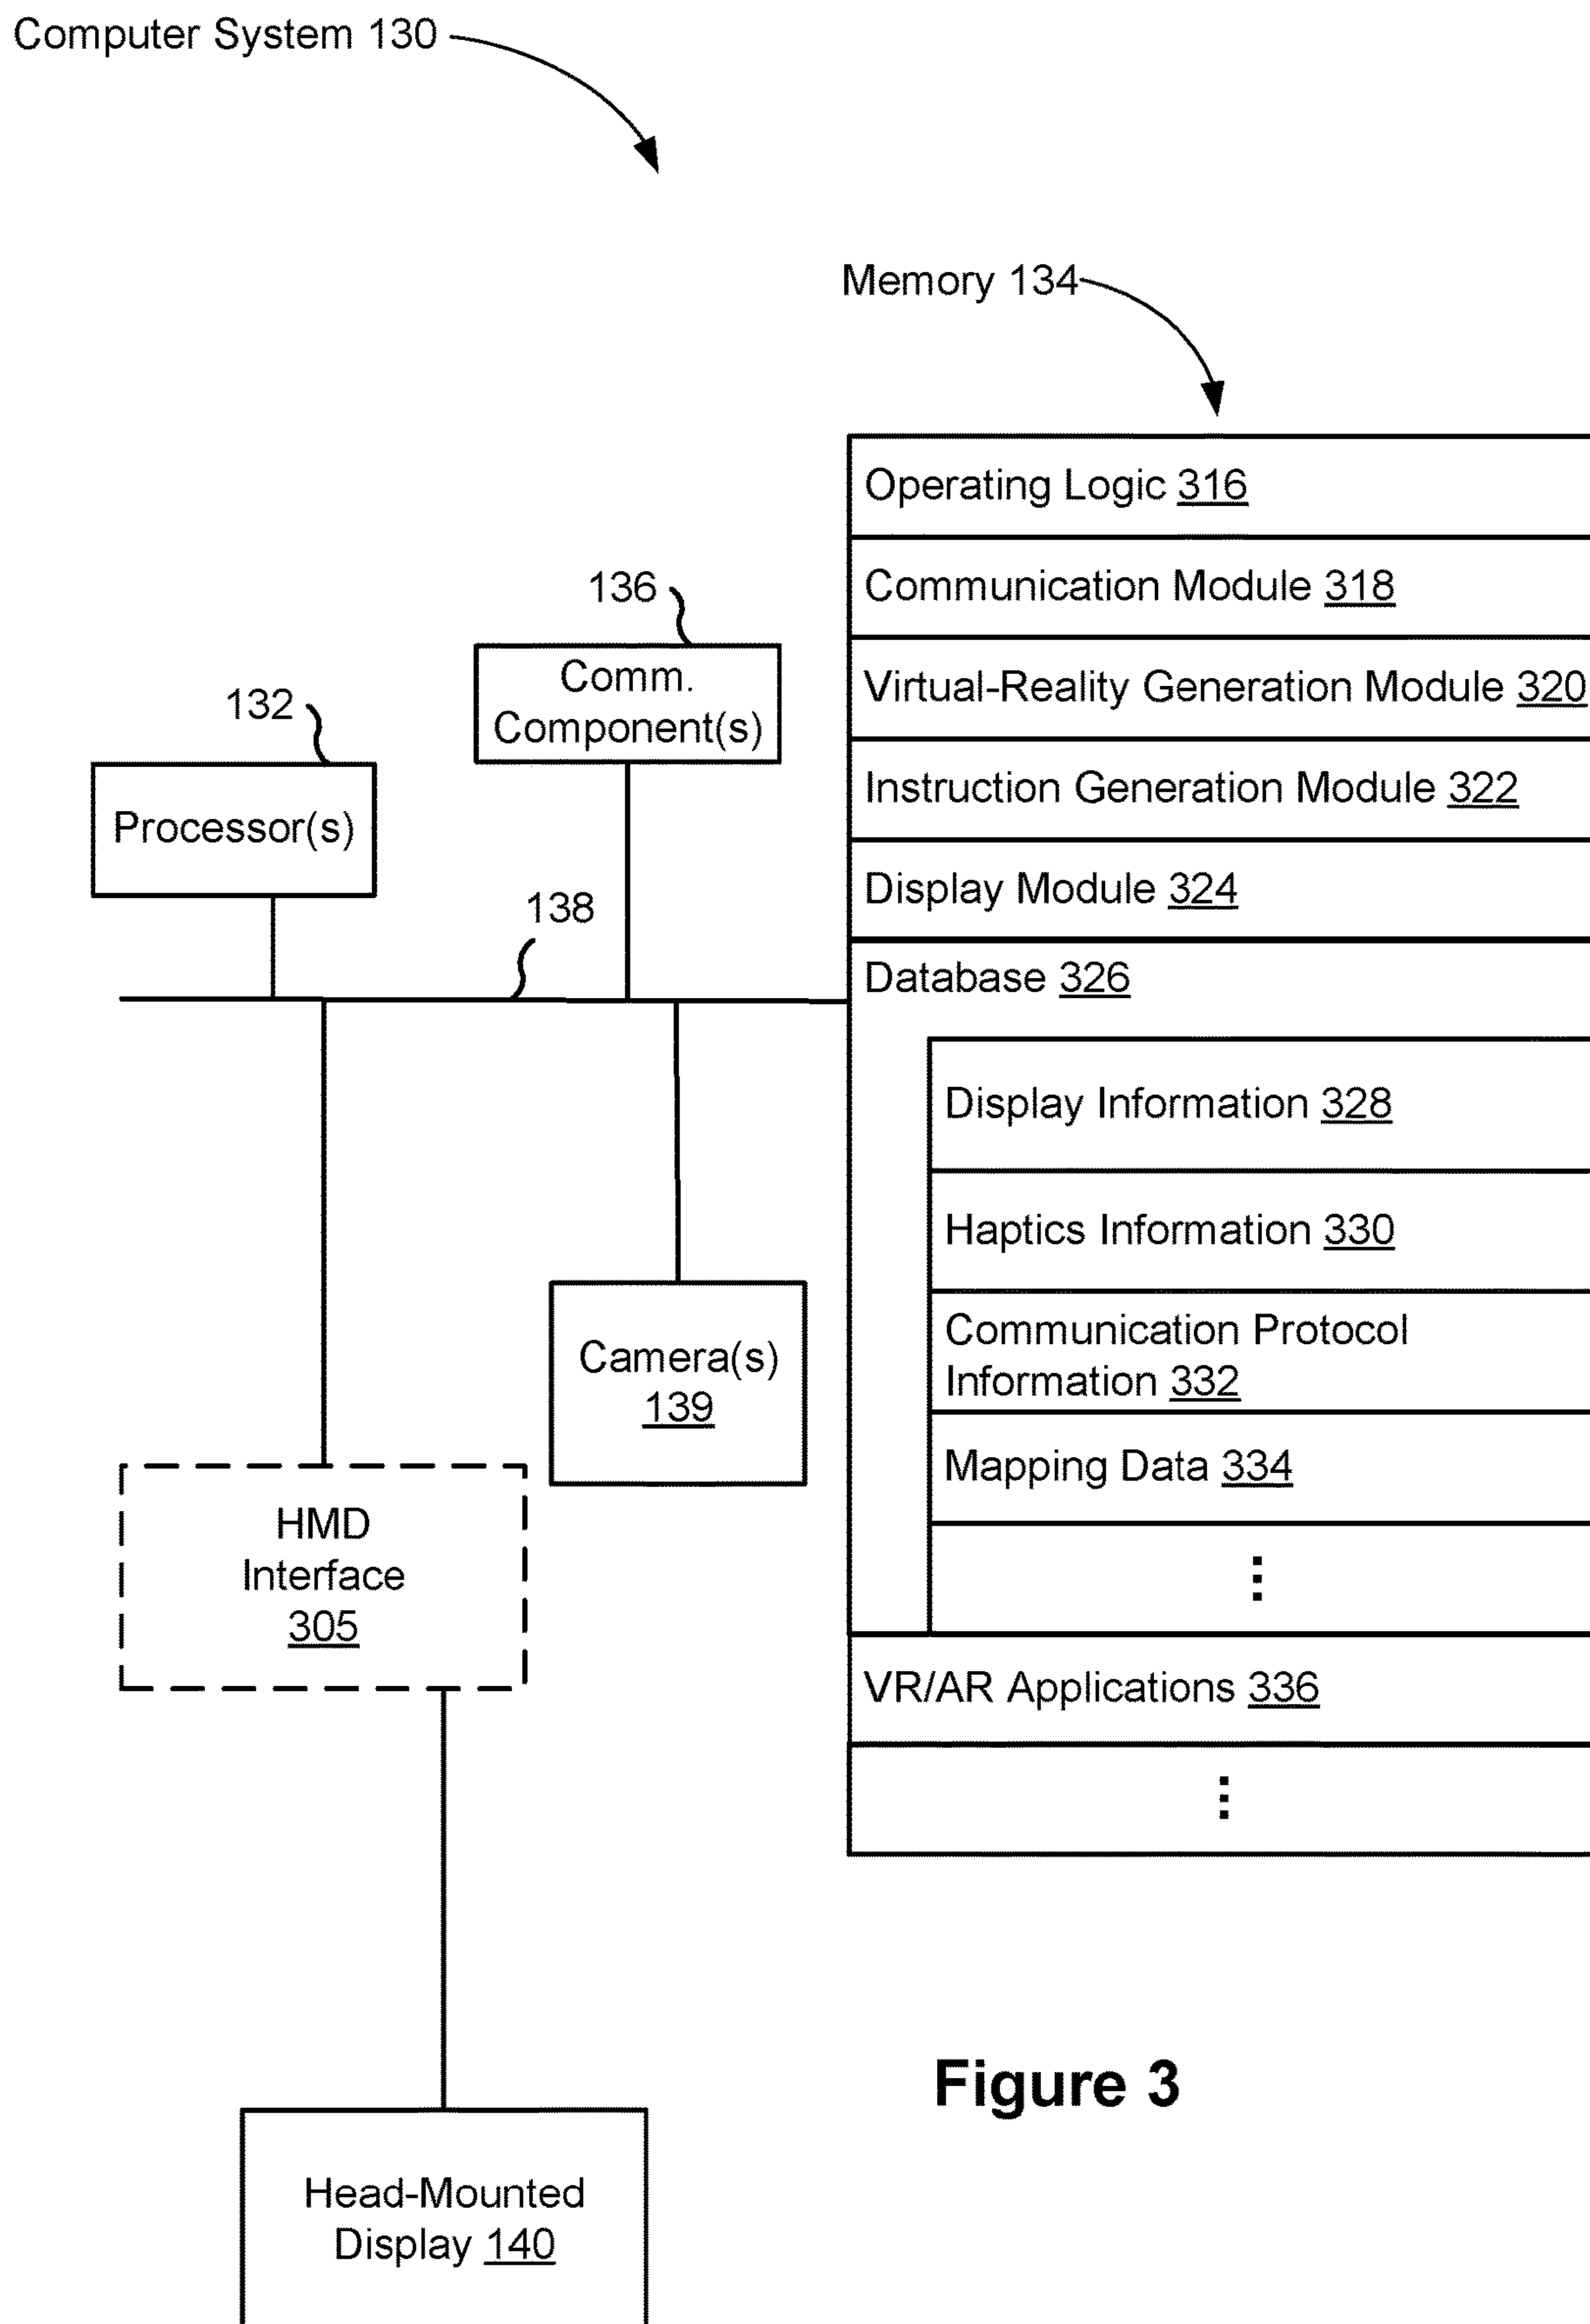 Computer System 130
Memory 134
Operating Logic 316
Communication Module 318
Virtual-Reality Generation Module 320
Instruction Generation Module 322
Display Module 324
Database 326
Display Information 328
Haptics Information 330
Communication Protocol
Information 332
Mapping Data 334
⋮
VR/AR Applications 336
⋮
136
Comm.
Component(s)
132
Processor(s)
138
Camera(s)
139
HMD
Interface
305
Head-Mounted
Display 140
Figure 3